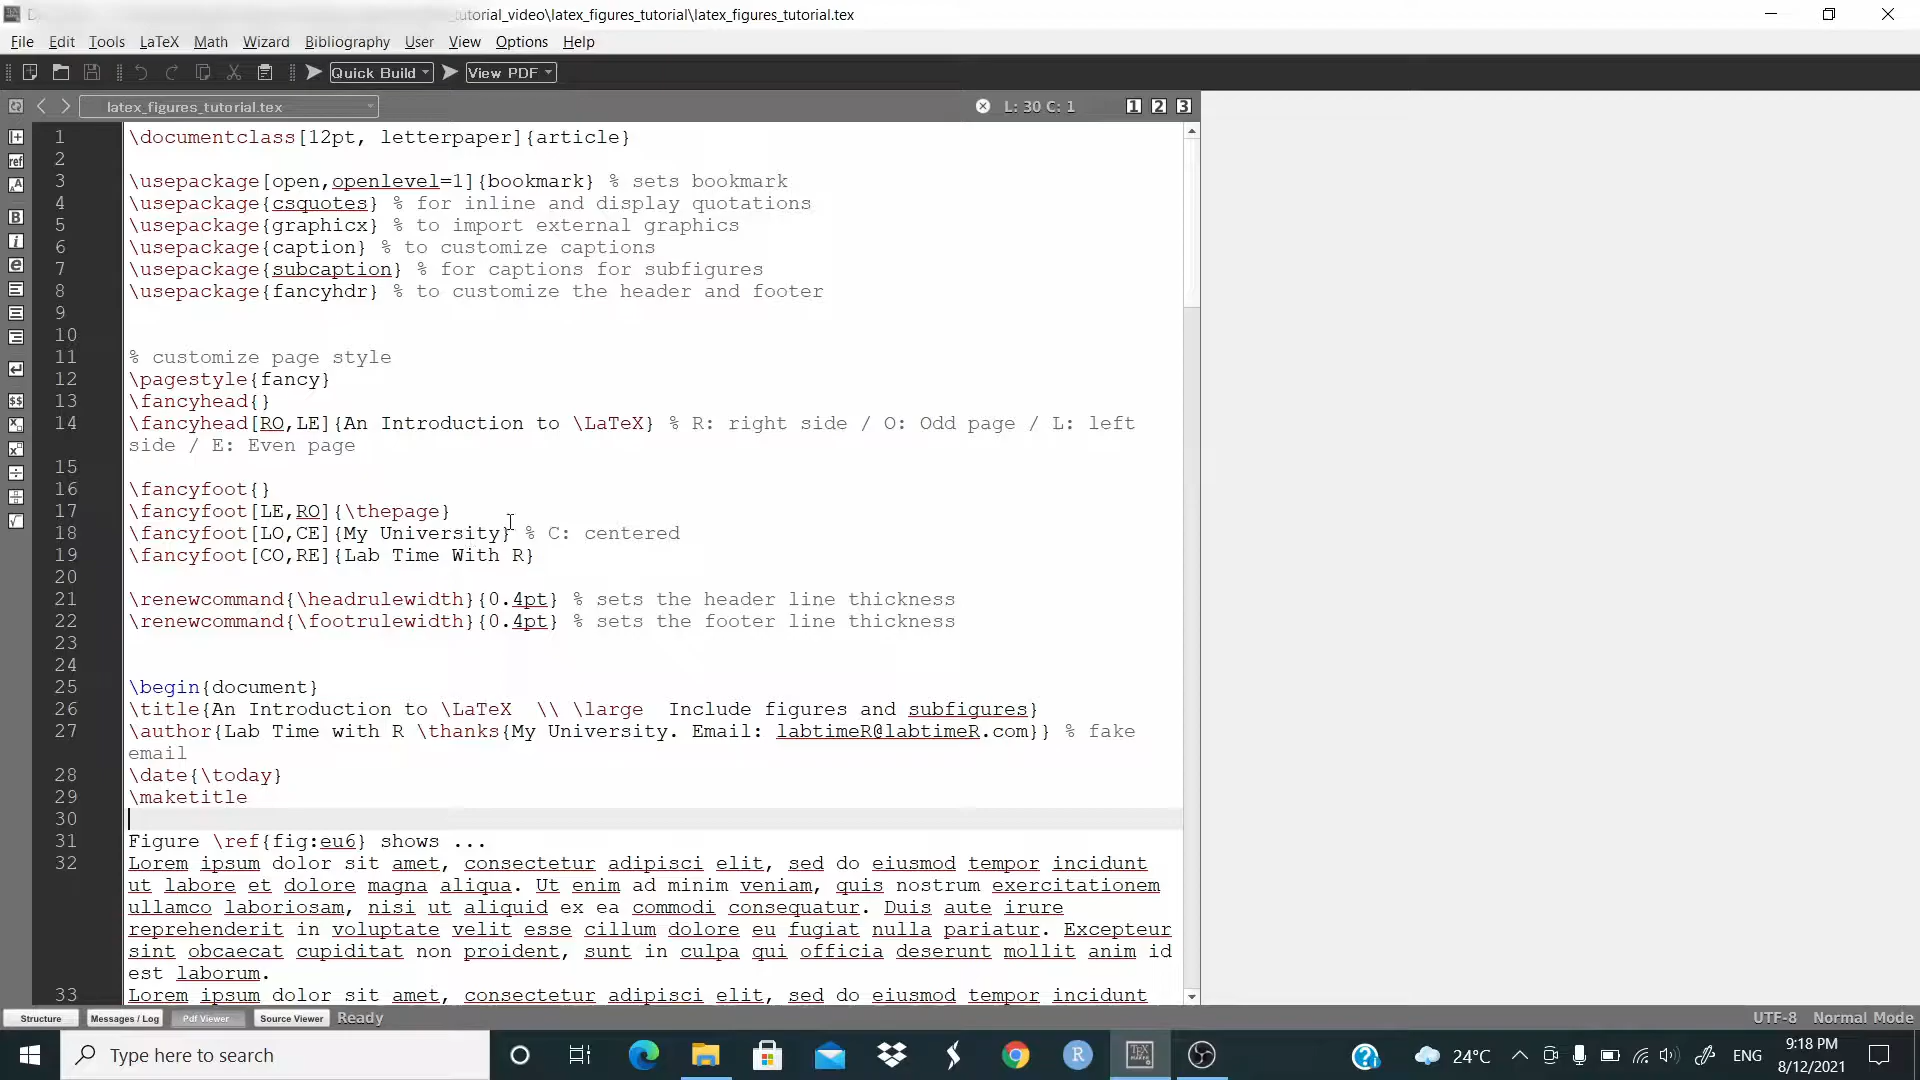 _tutorial_video\latex_figures_tutorial\latex_figures_tutorial.tex
File Edit Tools LaTeX Math Wizard Bibliography User View Options Help
Quick Build View PDF
latex_figures_tutorial.tex L: 30 C: 1 1 2 3
1 \documentclass[12pt, letterpaper]{article}
2
3 \usepackage[open,openlevel=1]{bookmark} % sets bookmark
4 \usepackage{csquotes} % for inline and display quotations
5 \usepackage{graphicx} % to import external graphics
6 \usepackage{caption} % to customize captions
7 \usepackage{subcaption} % for captions for subfigures
8 \usepackage{fancyhdr} % to customize the header and footer
9
10
11 % customize page style
12 \pagestyle{fancy}
13 \fancyhead{}
14 \fancyhead[RO,LE]{An Introduction to \LaTeX} % R: right side / O: Odd page / L: left
side / E: Even page
15
16 \fancyfoot{}
17 \fancyfoot[LE,RO]{\thepage}
18 \fancyfoot[LO,CE]{My University} % C: centered
19 \fancyfoot[CO,RE]{Lab Time With R}
20
21 \renewcommand{\headrulewidth}{0.4pt} % sets the header line thickness
22 \renewcommand{\footrulewidth}{0.4pt} % sets the footer line thickness
23
24
25 \begin{document}
26 \title{An Introduction to \LaTeX  \\ \large  Include figures and subfigures}
27 \author{Lab Time with R \thanks{My University. Email: labtimeR@labtimeR.com}} % fake
email
28 \date{\today}
29 \maketitle
30
31 Figure \ref{fig:eu6} shows ...
32 Lorem ipsum dolor sit amet, consectetur adipisci elit, sed do eiusmod tempor incidunt
ut labore et dolore magna aliqua. Ut enim ad minim veniam, quis nostrum exercitationem
ullamco laboriosam, nisi ut aliquid ex ea commodi consequatur. Duis aute irure
reprehenderit in voluptate velit esse cillum dolore eu fugiat nulla pariatur. Excepteur
sint obcaecat cupiditat non proident, sunt in culpa qui officia deserunt mollit anim id
est laborum.
33 Lorem ipsum dolor sit amet, consectetur adipisci elit, sed do eiusmod tempor incidunt
Structure Messages / Log Pdf Viewer Source Viewer Ready UTF-8 Normal Mode
Type here to search 24°C ENG 9:18 PM
8/12/2021